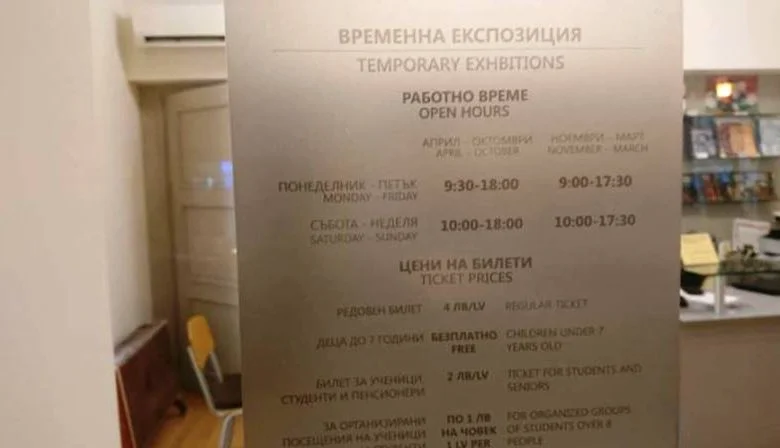 ВРЕМЕННА ЕКСПОЗИЦИЯ
TEMPORARY EXHBITIONS
РАБОТНО ВРЕМЕ
OPEN HOURS
АПРИЛ - ОКТОМВРИ НОЕМВРИ - МАРТ
APRIL - OCTOBER NOVEMBER - MARCH
ПОНЕДЕЛНИК - ПЕТЪК 9:30-18:00 9:00-17:30
MONDAY - FRIDAY
СЪБОТА - НЕДЕЛЯ 10:00-18:00 10:00-17:30
SATURDAY - SUNDAY
ЦЕНИ НА БИЛЕТИ
TICKET PRICES
РЕДОВЕН БИЛЕТ 4 ЛВ/LV REGULAR TICKET
ДЕЦА ДО 7 ГОДИНИ БЕЗПЛАТНО CHILDREN UNDER 7
FREE YEARS OLD
БИЛЕТ ЗА УЧЕНИЦИ, 2 ЛВ/LV TICKET FOR STUDENTS AND
СТУДЕНТИ И ПЕНСИОНЕРИ SENIORS
ЗА ОРГАНИЗИРАНИ ПО 1 ЛВ FOR ORGANIZED GROUPS
ПОСЕЩЕНИЯ НА УЧЕНИЦИ НА ЧОВЕК OF STUDENTS OVER 8
1 LV PER PEOPLE